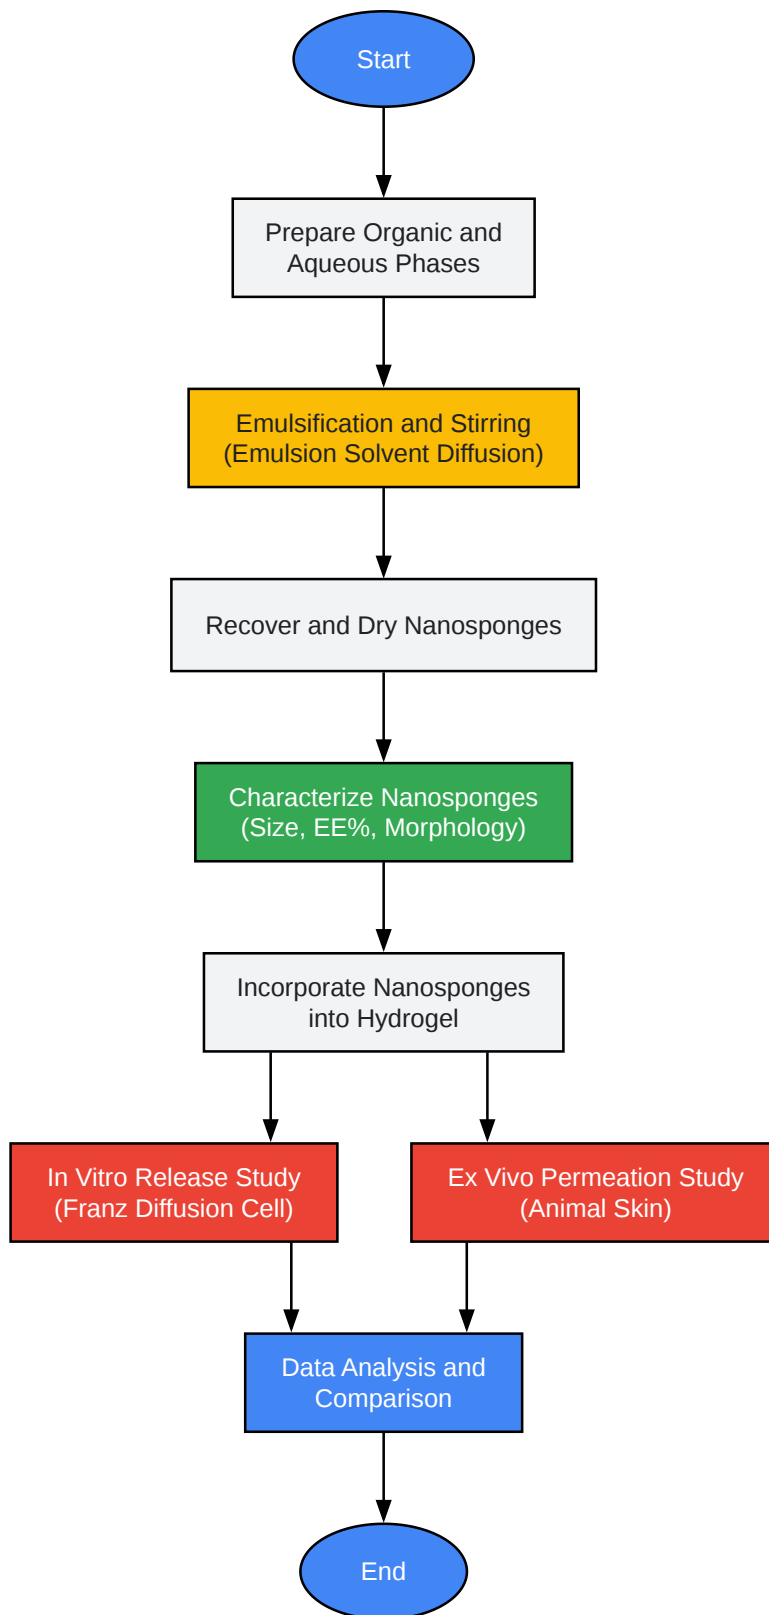 Start
Prepare Organic and
Aqueous Phases
Emulsification and Stirring
(Emulsion Solvent Diffusion)
Recover and Dry Nanosponges
Characterize Nanosponges
(Size, EE%, Morphology)
Incorporate Nanosponges
into Hydrogel
In Vitro Release Study
(Franz Diffusion Cell)
Ex Vivo Permeation Study
(Animal Skin)
Data Analysis and
Comparison
End